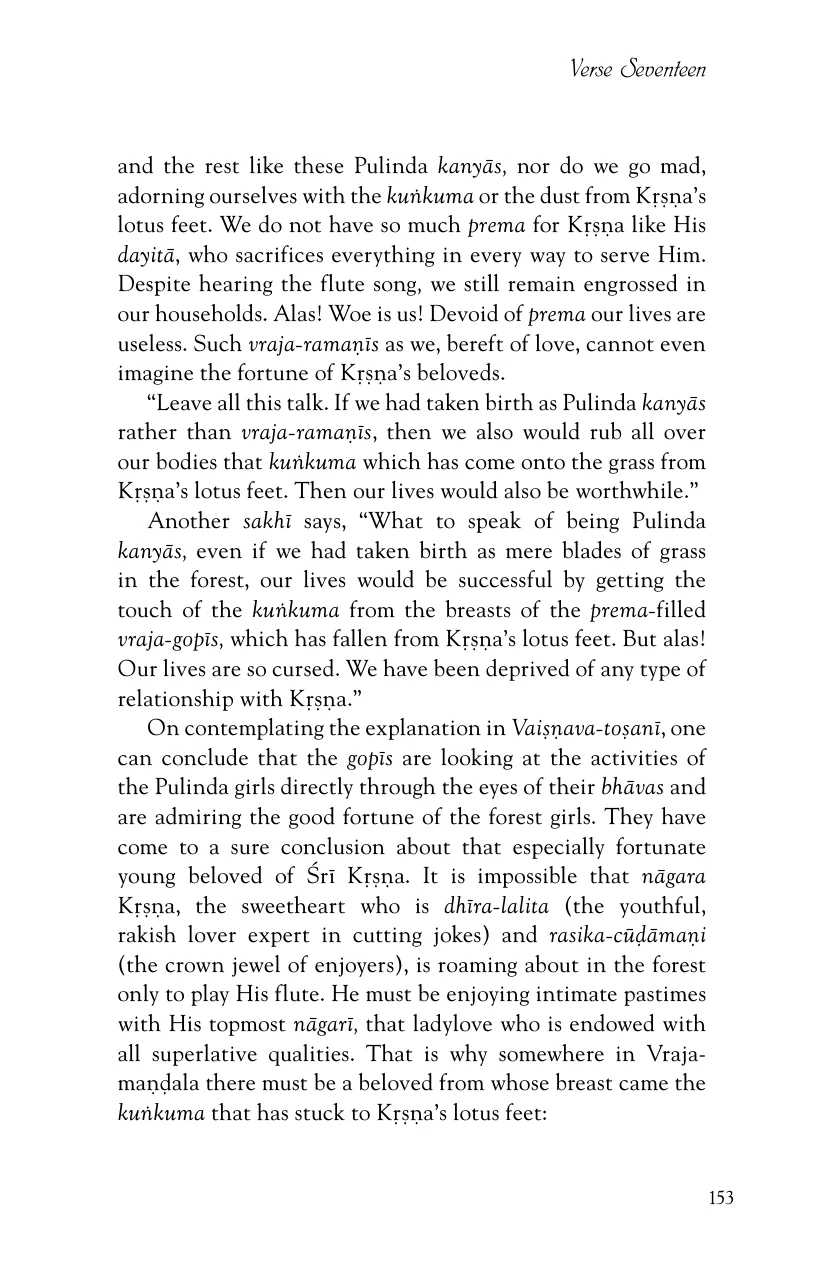 Verse Seventeen
and the rest like these Pulinda kanyās, nor do we go mad,
adorning ourselves with the kuṅkuma or the dust from Kṛṣṇa’s
lotus feet. We do not have so much prema for Kṛṣṇa like His
dayitā, who sacrifices everything in every way to serve Him.
Despite hearing the flute song, we still remain engrossed in
our households. Alas! Woe is us! Devoid of prema our lives are
useless. Such vraja-ramaṇīs as we, bereft of love, cannot even
imagine the fortune of Kṛṣṇa’s beloveds.
“Leave all this talk. If we had taken birth as Pulinda kanyās
rather than vraja-ramaṇīs, then we also would rub all over
our bodies that kuṅkuma which has come onto the grass from
Kṛṣṇa’s lotus feet. Then our lives would also be worthwhile.”
Another sakhī says, “What to speak of being Pulinda
kanyās, even if we had taken birth as mere blades of grass
in the forest, our lives would be successful by getting the
touch of the kuṅkuma from the breasts of the prema-filled
vraja-gopīs, which has fallen from Kṛṣṇa’s lotus feet. But alas!
Our lives are so cursed. We have been deprived of any type of
relationship with Kṛṣṇa.”
On contemplating the explanation in Vaiṣṇava-toṣanī, one
can conclude that the gopīs are looking at the activities of
the Pulinda girls directly through the eyes of their bhāvas and
are admiring the good fortune of the forest girls. They have
come to a sure conclusion about that especially fortunate
young beloved of Śrī Kṛṣṇa. It is impossible that nāgara
Kṛṣṇa, the sweetheart who is dhīra-lalita (the youthful,
rakish lover expert in cutting jokes) and rasika-cūḍāmaṇi
(the crown jewel of enjoyers), is roaming about in the forest
only to play His flute. He must be enjoying intimate pastimes
with His topmost nāgarī, that ladylove who is endowed with
all superlative qualities. That is why somewhere in Vraja-
maṇḍala there must be a beloved from whose breast came the
kuṅkuma that has stuck to Kṛṣṇa’s lotus feet:
153